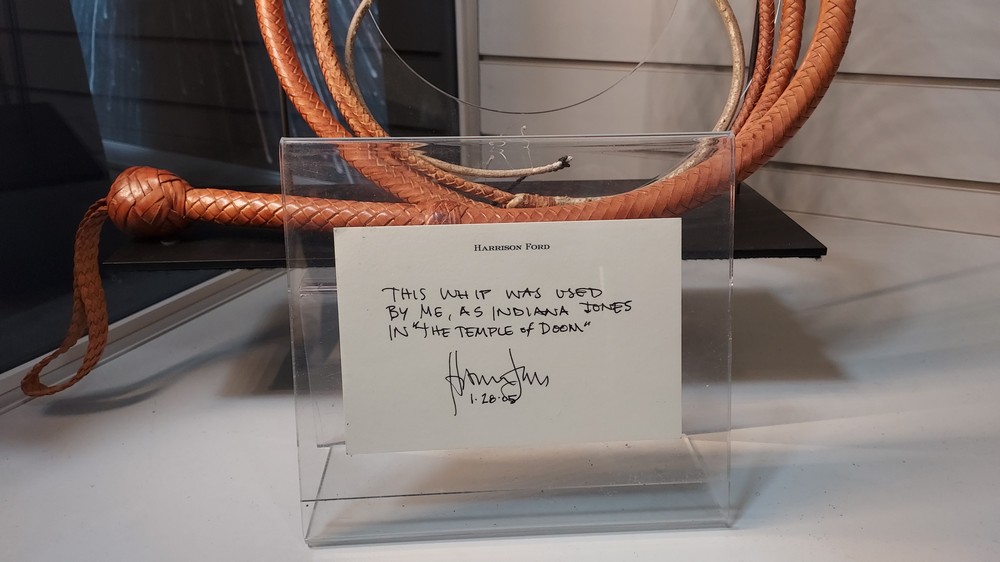 HARRISON FORD
THIS WHIP WAS USED
BY ME, AS INDIANA JONES
IN "THE TEMPLE of DOOM"
1·28·05